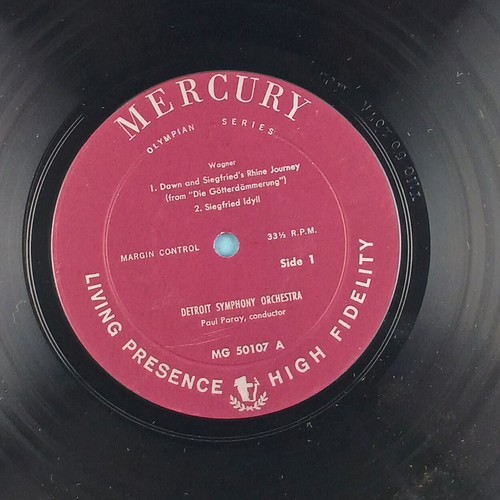 MERCURY
OLYMPIAN SERIES
Wagner
1. Dawn and Siegfried's Rhine Journey
(from "Die Götterdämmerung")
2. Siegfried Idyll
MARGIN CONTROL
33⅓ R.P.M.
Side 1
DETROIT SYMPHONY ORCHESTRA
Paul Paray, conductor
MG 50107 A
LIVING PRESENCE HIGH FIDELITY